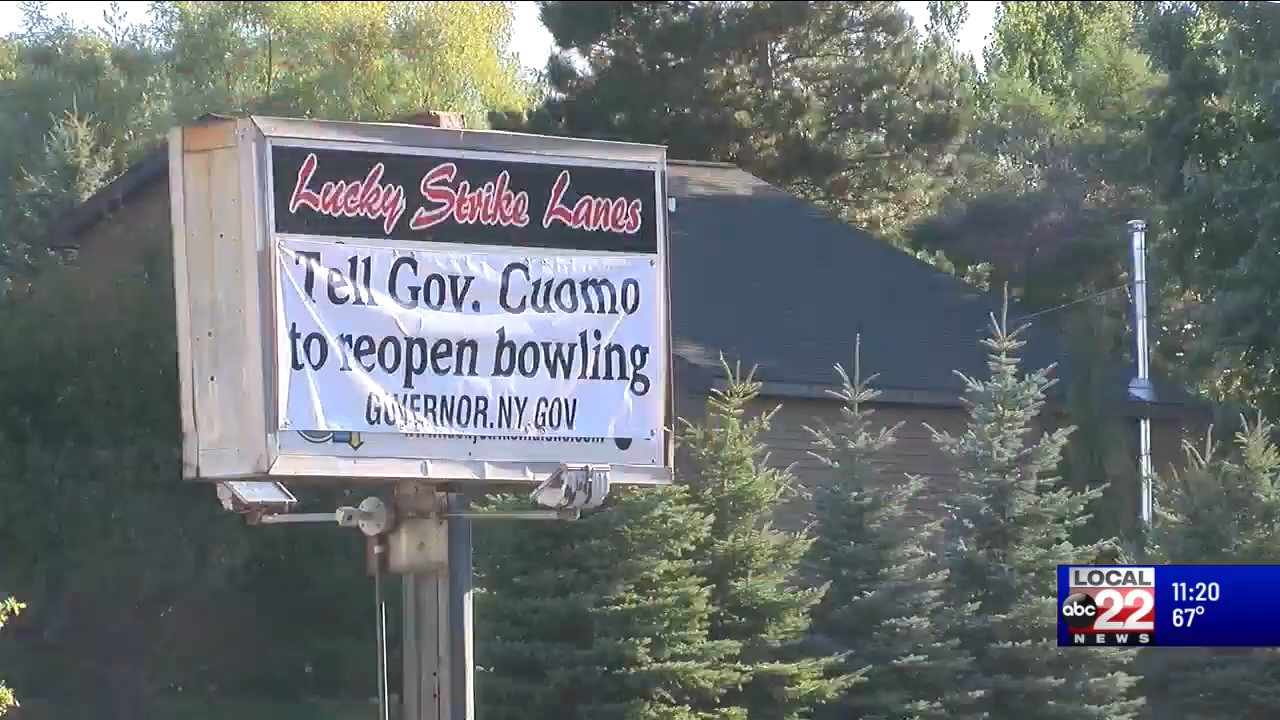 Lucky Strike Lanes
Tell Gov. Cuomo
to reopen bowling
GOVERNOR.NY.GOV
LOCAL
abc 22
NEWS
11:20
67°